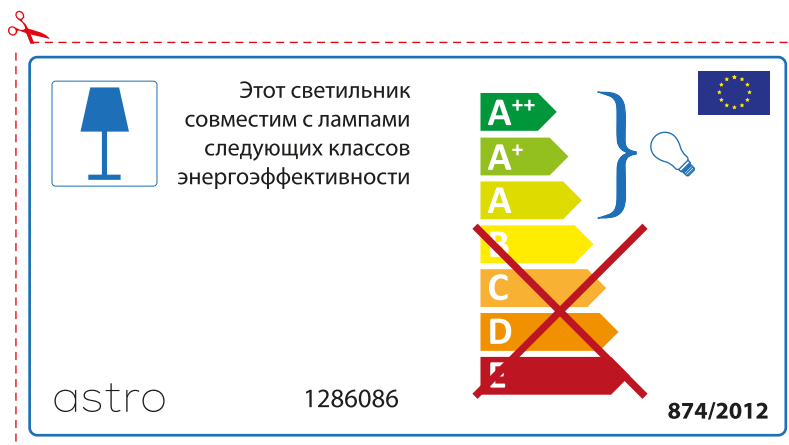 Этот светильник
совместим с лампами
следующих классов
энергоэффективности
A++
A+
A
B
C
D
E
astro
1286086
874/2012